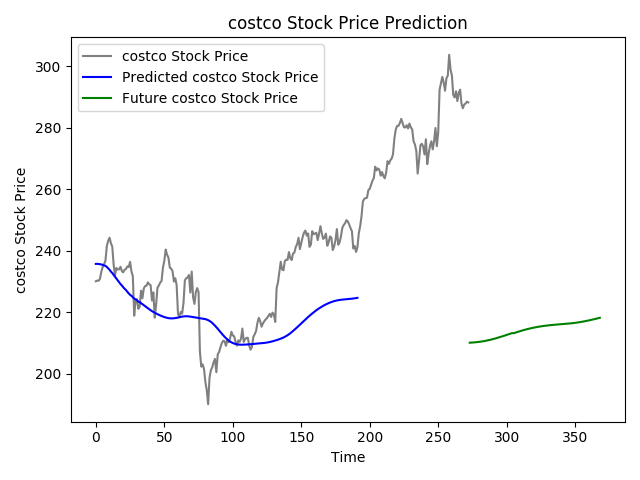 costco Stock Price Prediction
costco Stock Price
Predicted costco Stock Price
Future costco Stock Price
costco Stock Price
300
280
260
240
220
200
0 50 100 150 200 250 300 350
Time